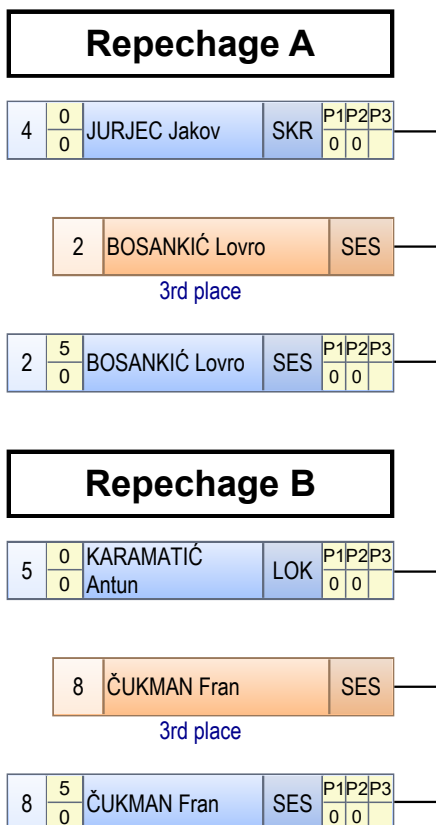 Repechage A
4 0 0 JURJEC Jakov SKR P1 P2 P3 0 0
2 BOSANKIĆ Lovro SES
3rd place
2 5 0 BOSANKIĆ Lovro SES P1 P2 P3 0 0
Repechage B
5 0 0 KARAMATIĆ Antun LOK P1 P2 P3 0 0
8 ČUKMAN Fran SES
3rd place
8 5 0 ČUKMAN Fran SES P1 P2 P3 0 0